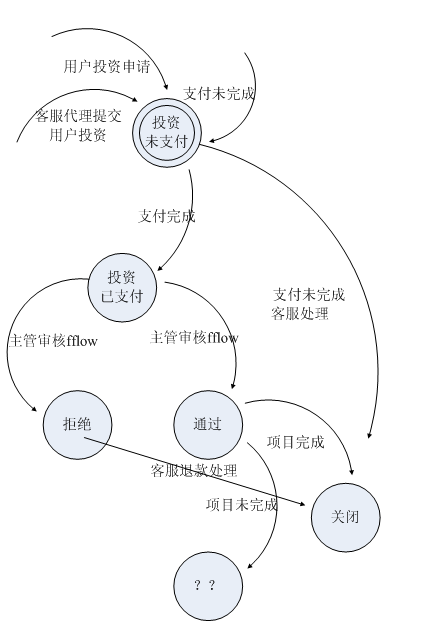 用户投资申请
支付未完成
客服代理提交
用户投资
投资
未支付
支付完成
投资
已支付
支付未完成
客服处理
主管审核fflow
主管审核fflow
拒绝
通过
项目完成
客服退款处理
项目未完成
关闭
？？